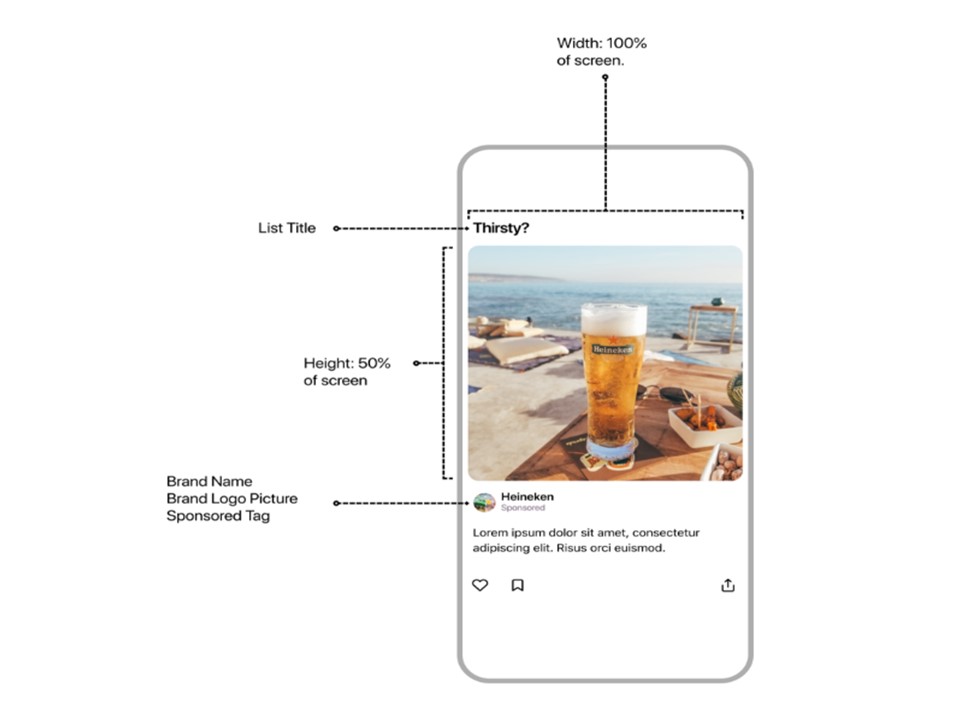 Width: 100%
of screen.
List Title
Thirsty?
Heineken
Height: 50%
of screen
Brand Name
Brand Logo Picture
Sponsored Tag
Heineken
Sponsored
Lorem ipsum dolor sit amet, consectetur
adipiscing elit. Risus orci euismod.